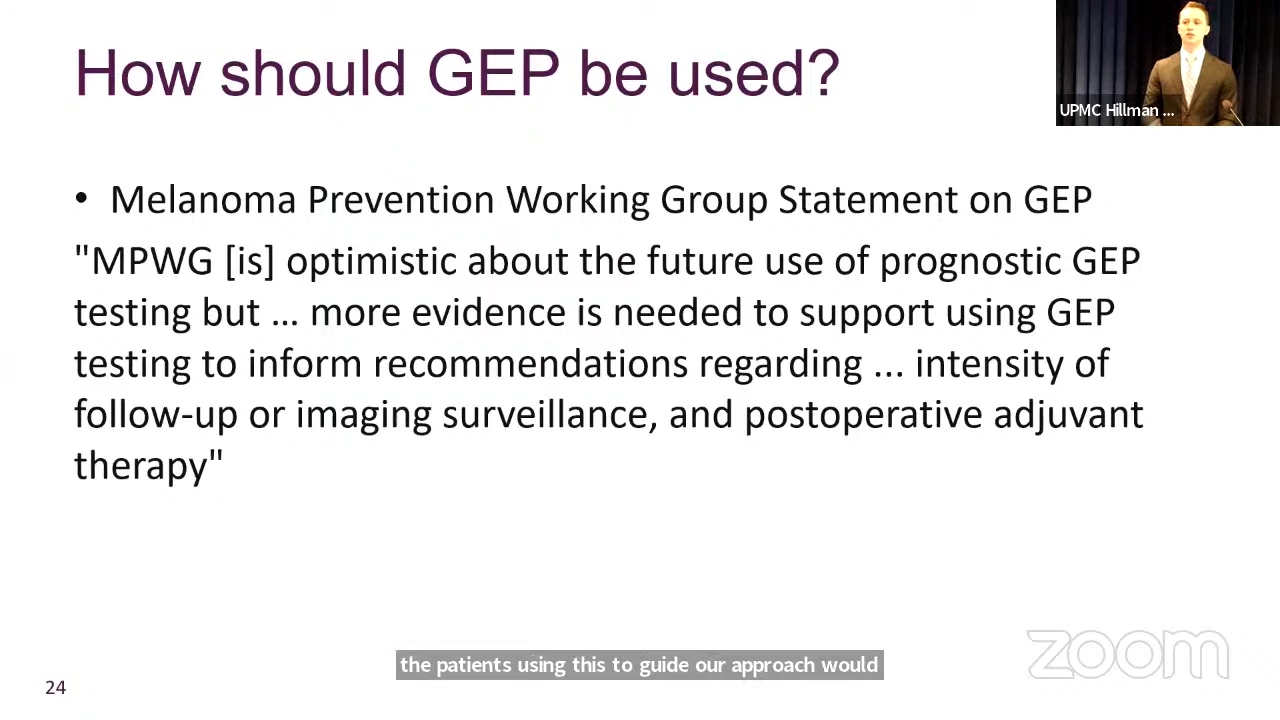 How should GEP be used?
UPMC Hillman ...
• Melanoma Prevention Working Group Statement on GEP
"MPWG [is] optimistic about the future use of prognostic GEP
testing but ... more evidence is needed to support using GEP
testing to inform recommendations regarding ... intensity of
follow-up or imaging surveillance, and postoperative adjuvant
therapy"
zoom
the patients using this to guide our approach would
24